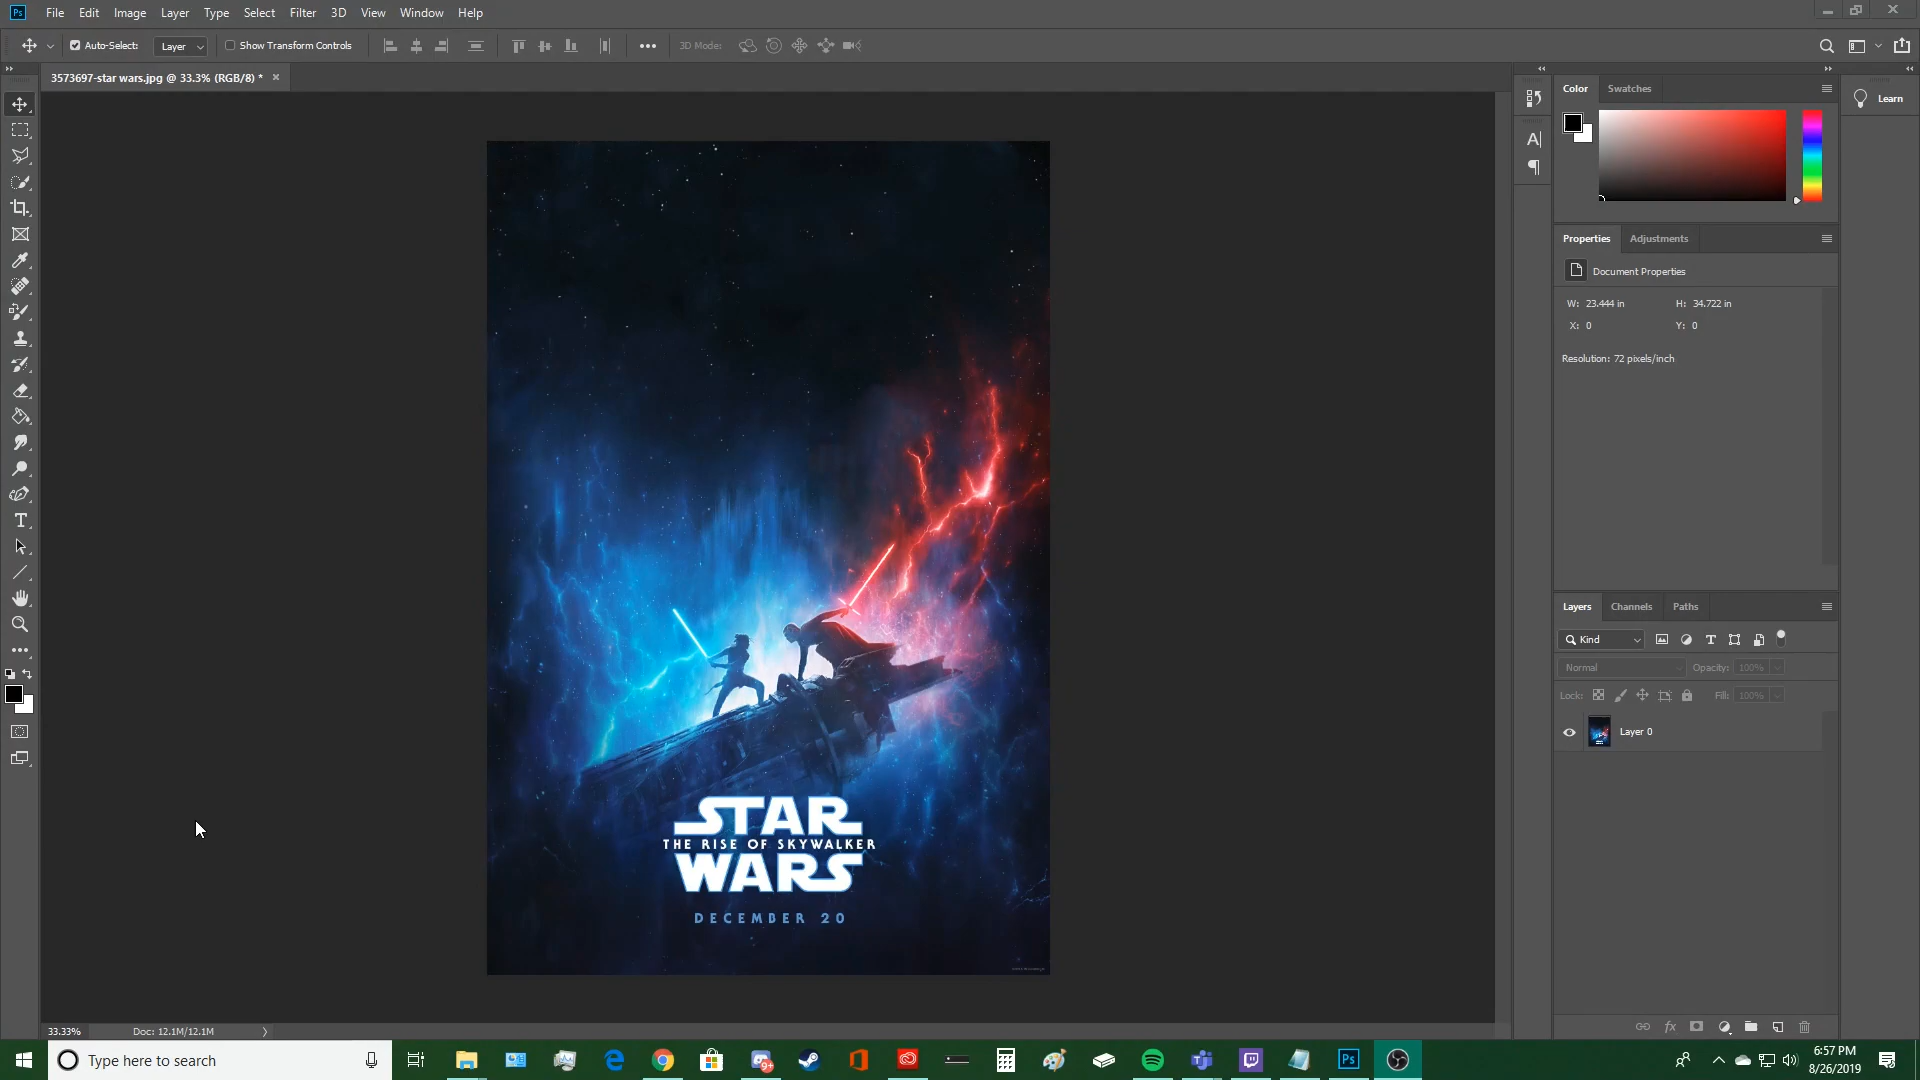 Ps File Edit Image Layer Type Select Filter 3D View Window Help
Auto-Select: Layer Show Transform Controls 3D Mode:
3573697-star wars.jpg @ 33.3% (RGB/8) *
Color Swatches
Learn
Properties Adjustments
Document Properties
W: 23.444 in H: 34.722 in
X: 0 Y: 0
Resolution: 72 pixels/inch
Layers Channels Paths
Kind
Normal Opacity: 100%
Lock: Fill: 100%
Layer 0
STAR
THE RISE OF SKYWALKER
WARS
DECEMBER 20
33.33% Doc: 12.1M/12.1M
Type here to search
9+
Ps
6:57 PM
8/26/2019